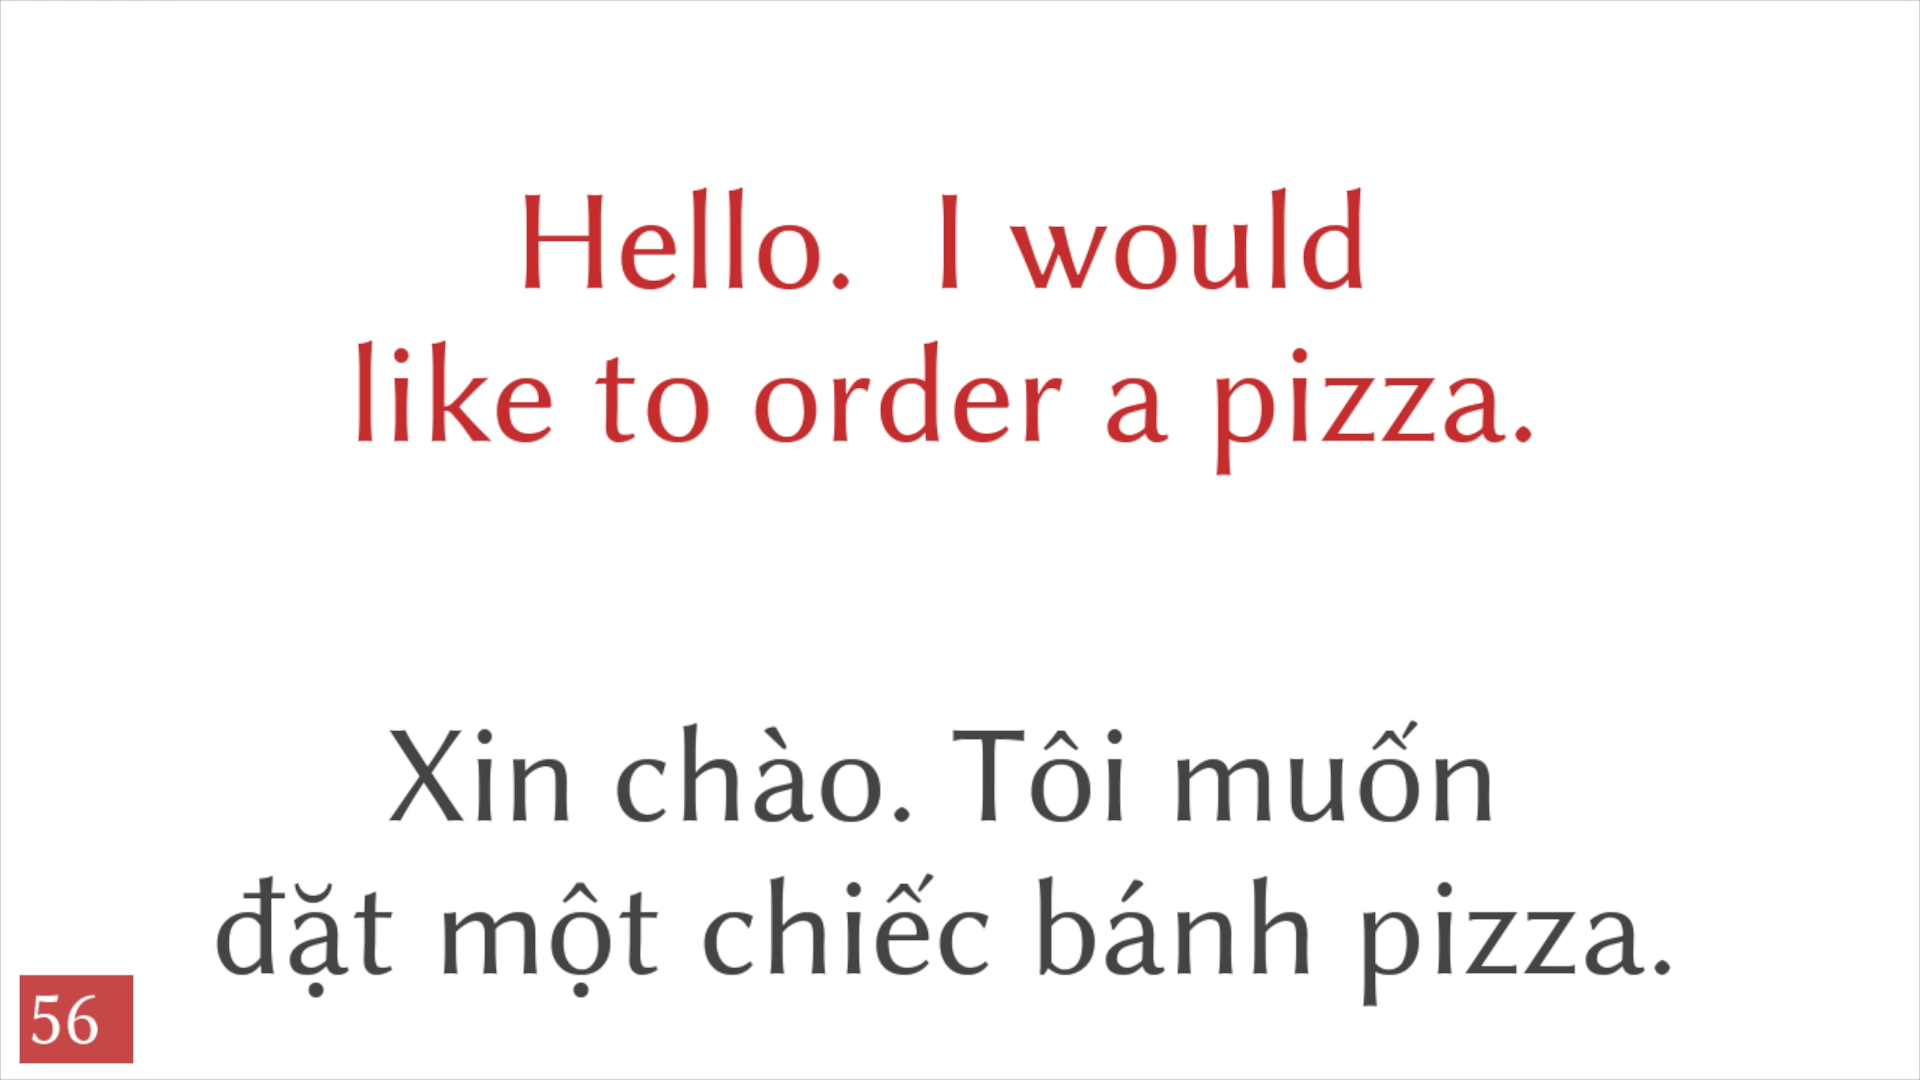 Hello.  I would
like to order a pizza.
Xin chào. Tôi muốn
đặt một chiếc bánh pizza.
56